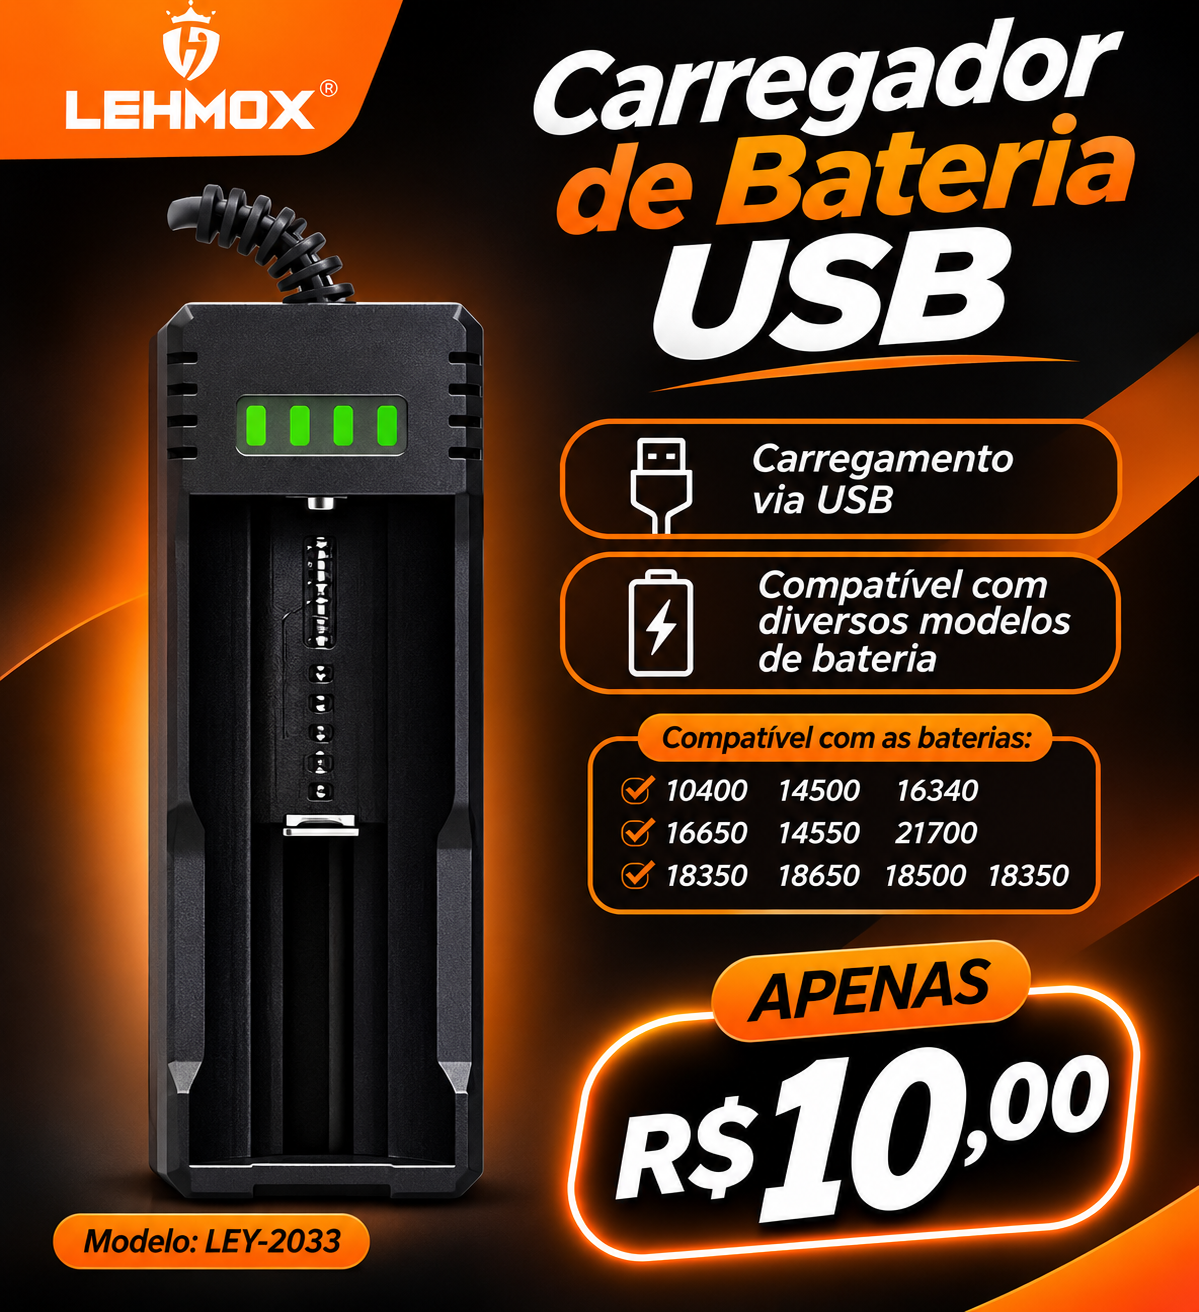 LEHMOX®
Carregador
de Bateria
USB
Carregamento
via USB
Compatível com
diversos modelos
de bateria
Compatível com as baterias:
10400 14500 16340
16650 14550 21700
18350 18650 18500 18350
APENAS
R$10,00
Modelo: LEY-2033